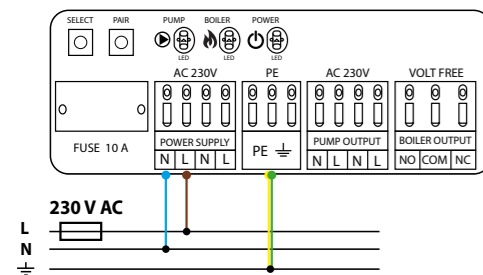 SELECT PAIR PUMP BOILER POWER
LED LED LED
AC 230V PE AC 230V VOLT FREE
FUSE 10 A
POWER SUPPLY PE PUMP OUTPUT BOILER OUTPUT
N L N L N L N L NO COM NC
230 V AC
L
N